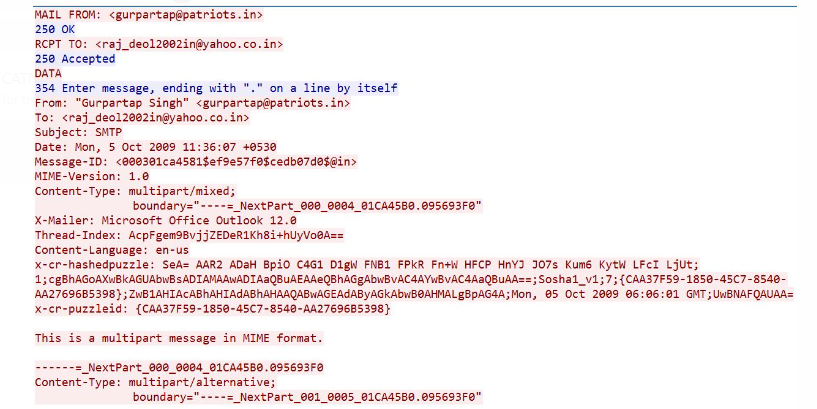 MAIL FROM: <gurpartap@patriots.in>
250 OK
RCPT TO: <raj_deol2002in@yahoo.co.in>
250 Accepted
DATA
354 Enter message, ending with "." on a line by itself
From: "Gurpartap Singh" <gurpartap@patriots.in>
To: <raj_deol2002in@yahoo.co.in>
Subject: SMTP
Date: Mon, 5 Oct 2009 11:36:07 +0530
Message-ID: <000301ca4581$ef9e57f0$cedb07d0$@in>
MIME-Version: 1.0
Content-Type: multipart/mixed;
boundary="----=_NextPart_000_0004_01CA45B0.095693F0"
X-Mailer: Microsoft Office Outlook 12.0
Thread-Index: AcpFgem9BvjjZEDeR1Kh8i+hUyVo0A==
Content-Language: en-us
x-cr-hashedpuzzle: SeA= AAR2 ADaH BpiO C4G1 D1gW FNB1 FPkR Fn+W HFCP HnYJ JO7s Kum6 KytW LFcI LjUt;
1;cgBhAGoAXwBkAGUAbwBsADIAMAAwADIAaQBuAEAAeQBhAGgAbwBvAC4AYwBvAC4AaQBuAA==;Sosha1_v1;7;{CAA37F59-1850-45C7-8540-
AA27696B5398};ZwB1AHIAcABhAHIAdABhAHAAQABwAGEAdAByAGkAbwB0AHMALgBpAG4A;Mon, 05 Oct 2009 06:06:01 GMT;UwBNAFQAUAA=
x-cr-puzzleid: {CAA37F59-1850-45C7-8540-AA27696B5398}
This is a multipart message in MIME format.
------=_NextPart_000_0004_01CA45B0.095693F0
Content-Type: multipart/alternative;
boundary="----=_NextPart_001_0005_01CA45B0.095693F0"